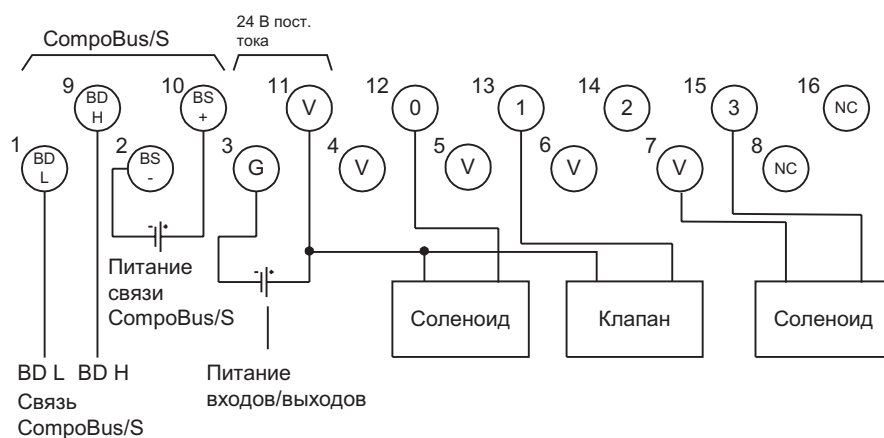 24 В пост.
тока
CompoBus/S
9 BD H 10 BS + 11 V 12 0 13 1 14 2 15 3 16 NC
1 BD L 2 BS - 3 G 4 V 5 V 6 V 7 V 8 NC
- +
- +
Питание
связи
CompoBus/S
Соленоид Клапан Соленоид
BD L BD H
Питание
входов/выходов
Связь
CompoBus/S